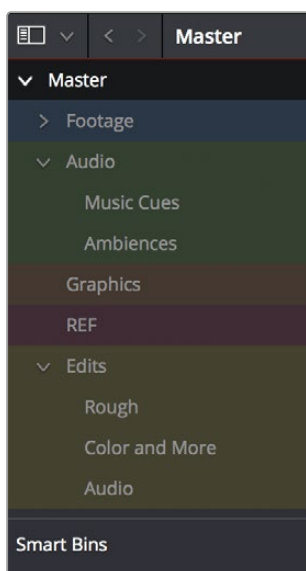 Master
Master
Footage
Audio
Music Cues
Ambiences
Graphics
REF
Edits
Rough
Color and More
Audio
Smart Bins